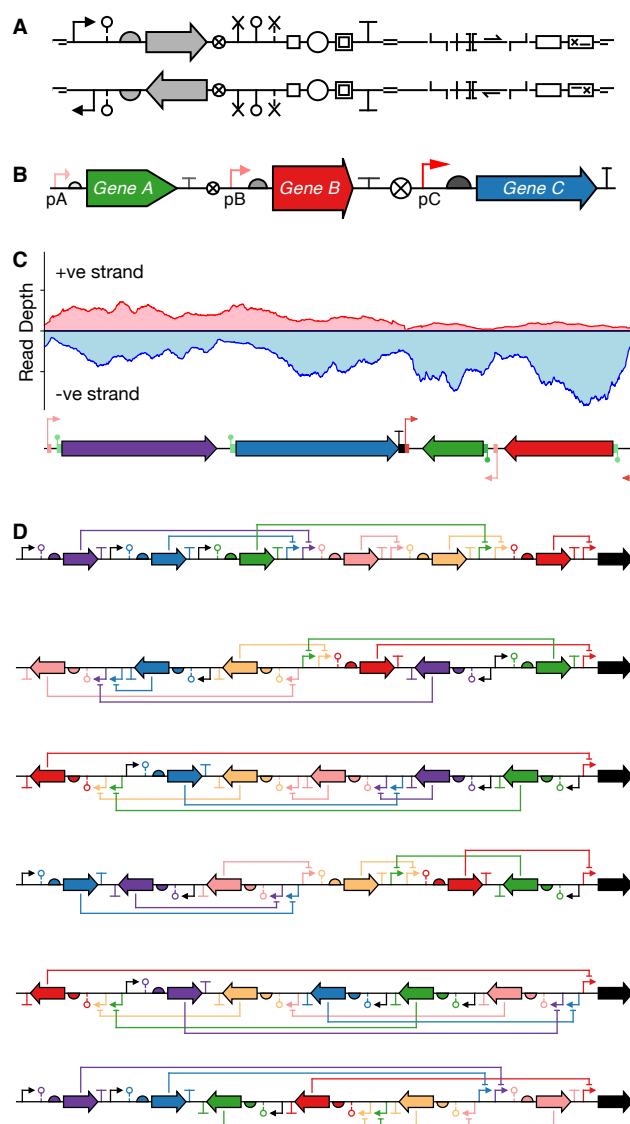 A
B
Gene A
Gene B
Gene C
pA
pB
pC
C
+ve strand
Read Depth
-ve strand
D